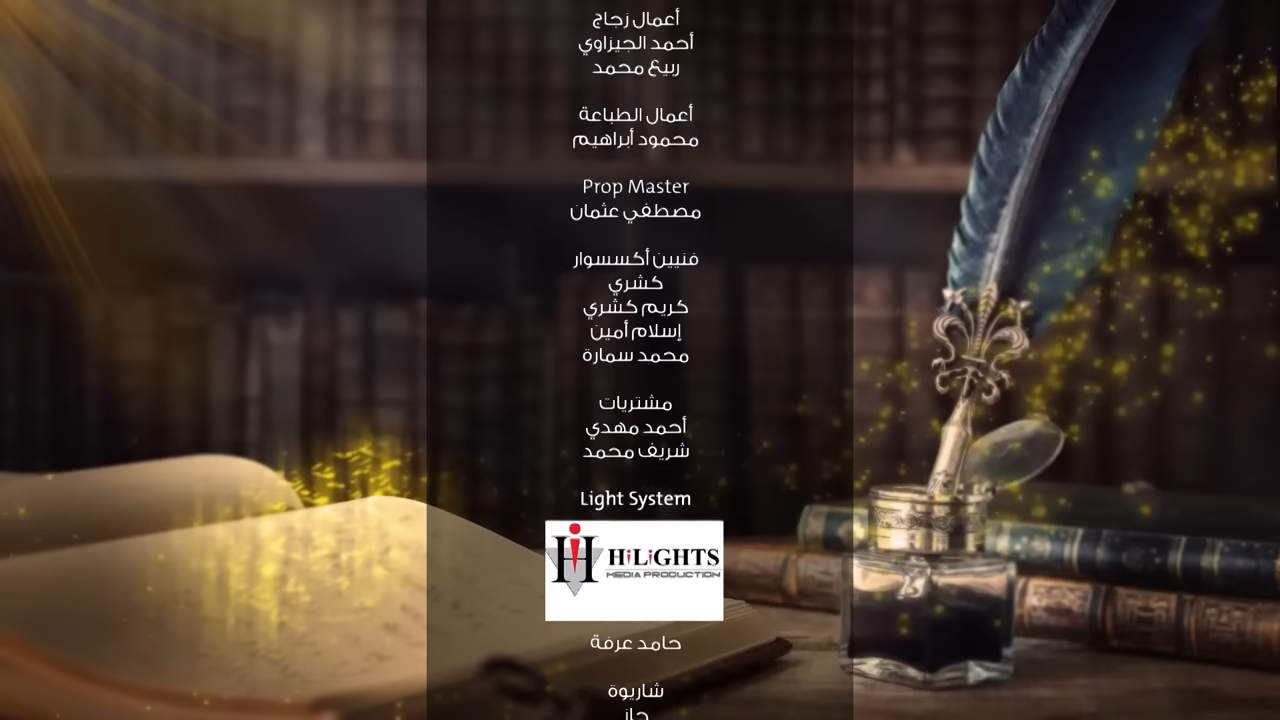 أعمال زجاج
أحمد الجيزاوي
ربيع محمد
أعمال الطباعة
محمود أبراهيم
Prop Master
مصطفي عثمان
فنيين أكسسوار
كشري
كريم كشري
إسلام أمين
محمد سمارة
مشتريات
أحمد مهدي
شريف محمد
Light System
HiLiGHTS
MEDIA PRODUCTION
حامد عرفة
شاريوة